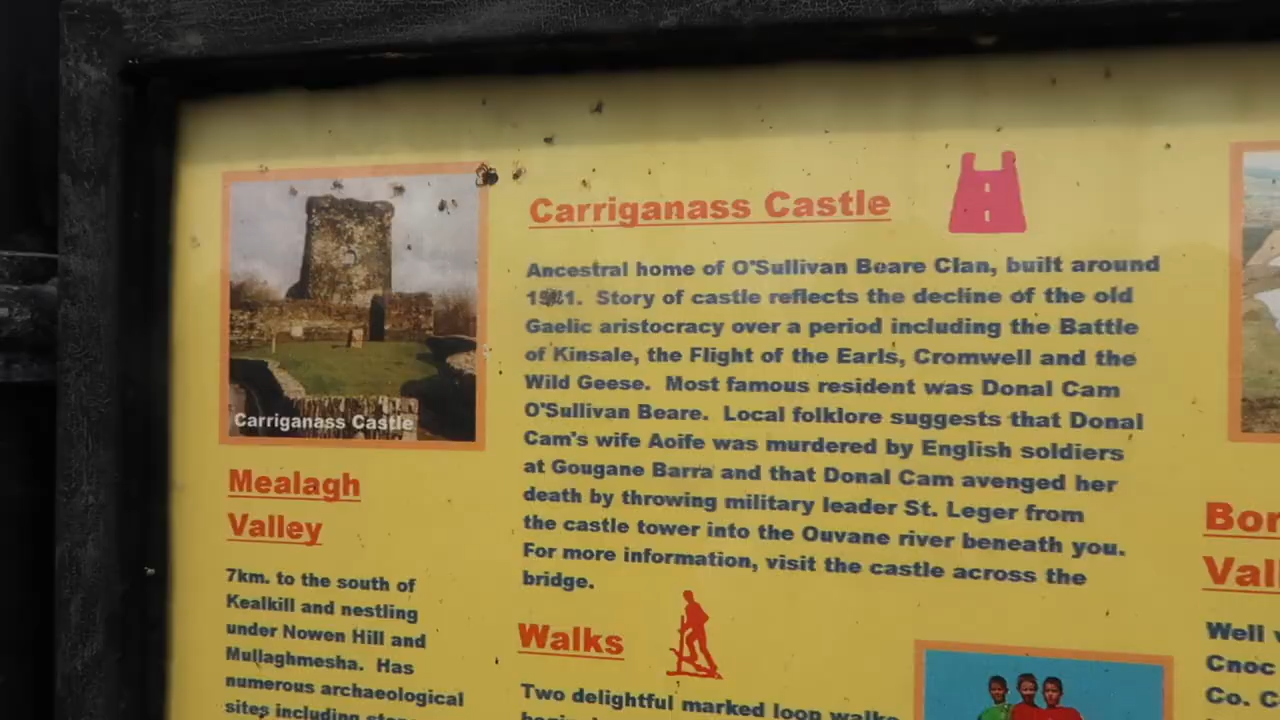 Carriganass Castle
Ancestral home of O'Sullivan Beare Clan, built around
Story of castle reflects the decline of the old
Gaelic aristocracy over a period including the Battle
of Kinsale, the Flight of the Earls, Cromwell and the
Wild Geese. Most famous resident was Donal Cam
O'Sullivan Beare. Local folklore suggests that Donal
Cam's wife Aoife was murdered by English soldiers
at Gougane Barra and that Donal Cam avenged her
death by throwing military leader St. Leger from
the castle tower into the Ouvane river beneath you.
For more information, visit the castle across the
bridge.
Carriganass Castle
Mealagh
Valley
7km. to the south of
Kealkill and nestling
under Nowen Hill and
Mullaghmesha. Has
numerous archaeological
sites including
Walks
Two delightful marked loop walks
Well
Cnoc
Co. C